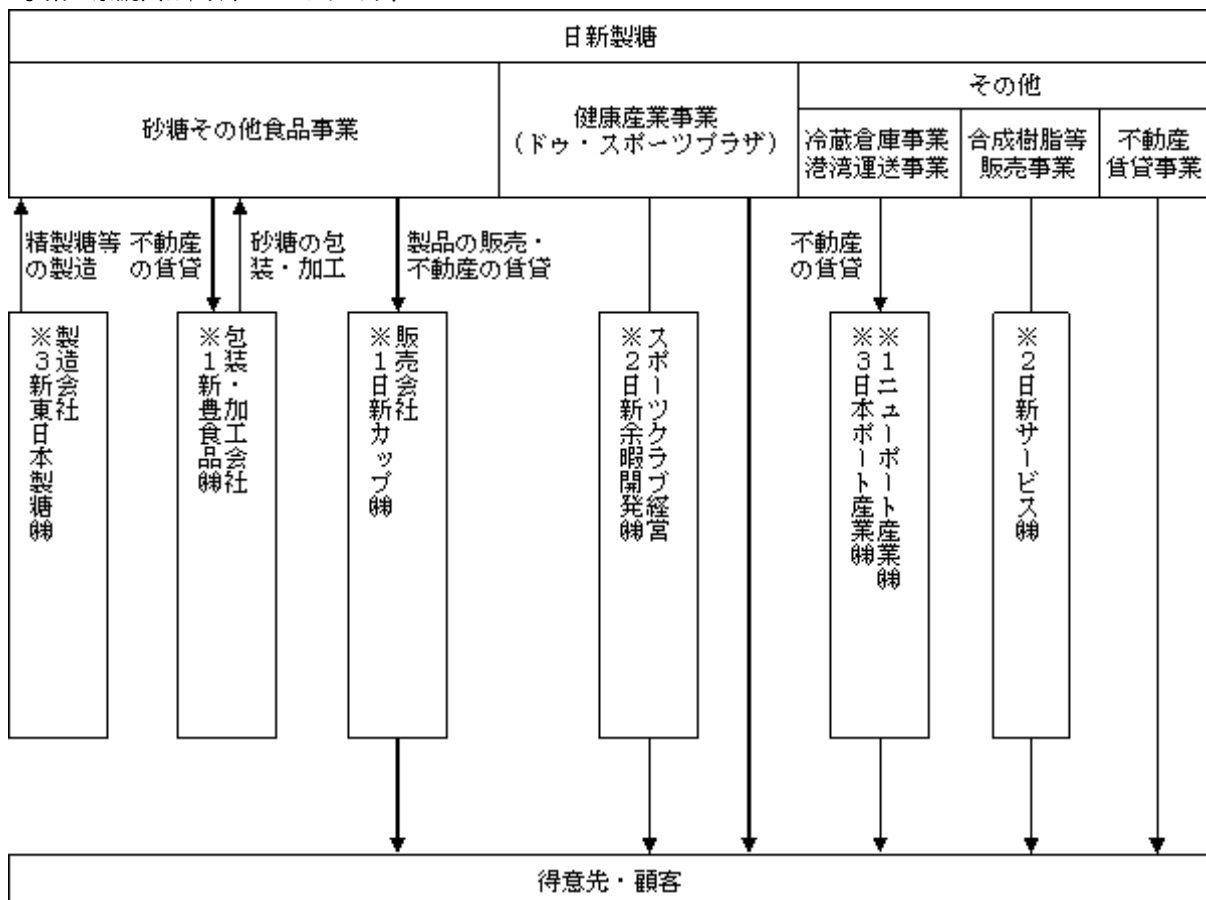 日新製糖
砂糖その他食品事業
健康産業事業
(ドゥ・スポーツプラザ)
その他
冷蔵倉庫事業
港湾運送事業
合成樹脂等
販売事業
不動産
賃貸事業
精製糖等
の製造
不動産
の賃貸
砂糖の包
装・加工
製品の販売・
不動産の賃貸
不動産
の賃貸
製造会社
※3新東日本製糖㈱
包装・加工会社
※1新豊食品㈱
販売会社
※1日新カップ㈱
スポーツクラブ経営
※2日新余暇開発㈱
※1ニューポート産業㈱
※3日本ポート産業㈱
※2日新サービス㈱
得意先・顧客